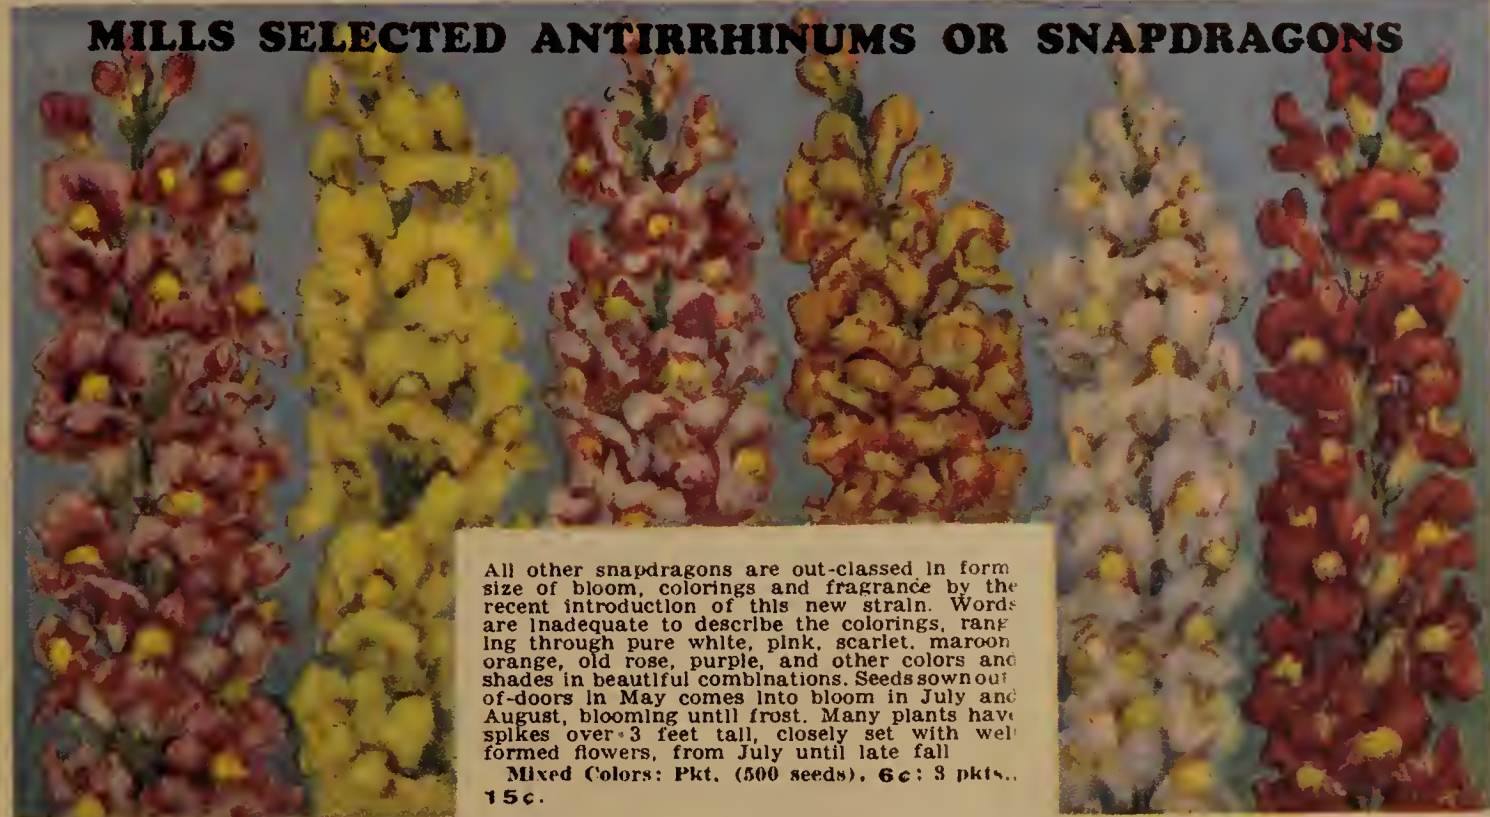 MILLS SELECTED ANTIRRHINUMS OR SNAPDRAGONS
All other snapdragons are out-classed in form
size of bloom, colorings and fragrance by the
recent introduction of this new strain. Words
are inadequate to describe the colorings, rang
ing through pure white, pink, scarlet, maroon
orange, old rose, purple, and other colors and
shades in beautiful combinations. Seeds sown out
of-doors in May comes into bloom in July and
August, blooming until frost. Many plants have
spikes over 3 feet tall, closely set with well
formed flowers, from July until late fall
Mixed Colors: Pkt. (500 seeds), 6c: 3 pkts.,
15c.